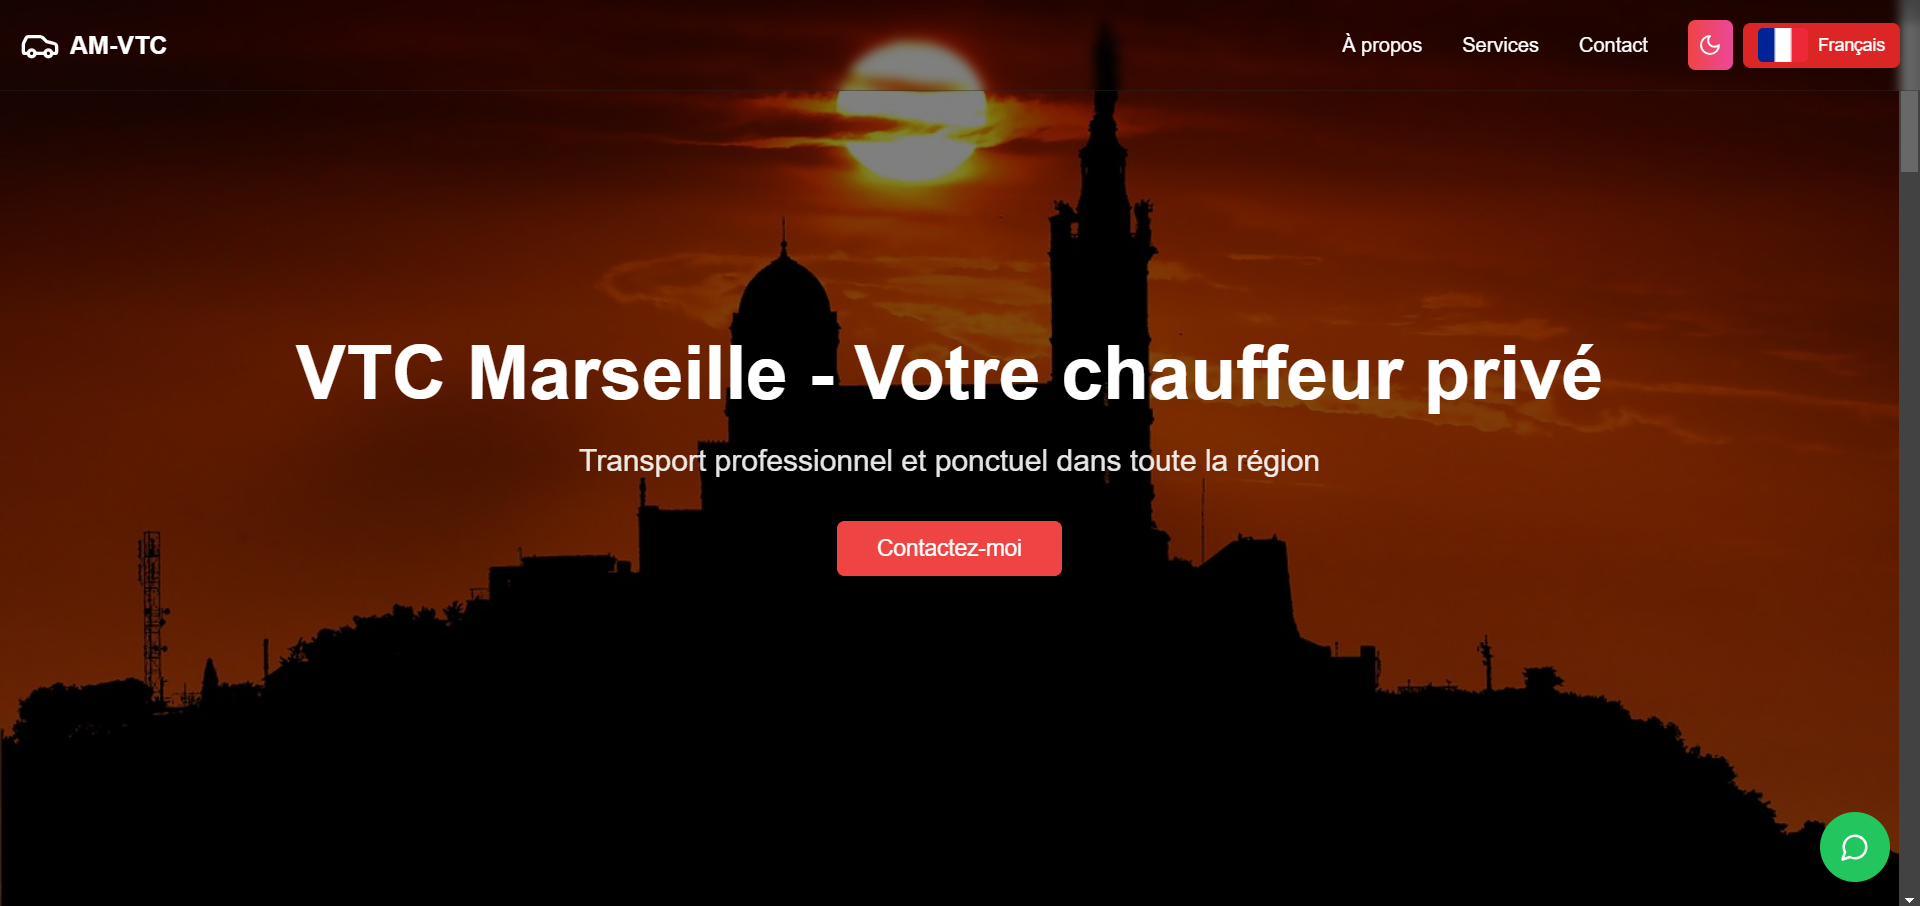 AM-VTC
À propos
Services
Contact
Français
VTC Marseille - Votre chauffeur privé
Transport professionnel et ponctuel dans toute la région
Contactez-moi